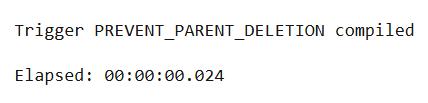 Trigger PREVENT_PARENT_DELETION compiled
Elapsed: 00:00:00.024